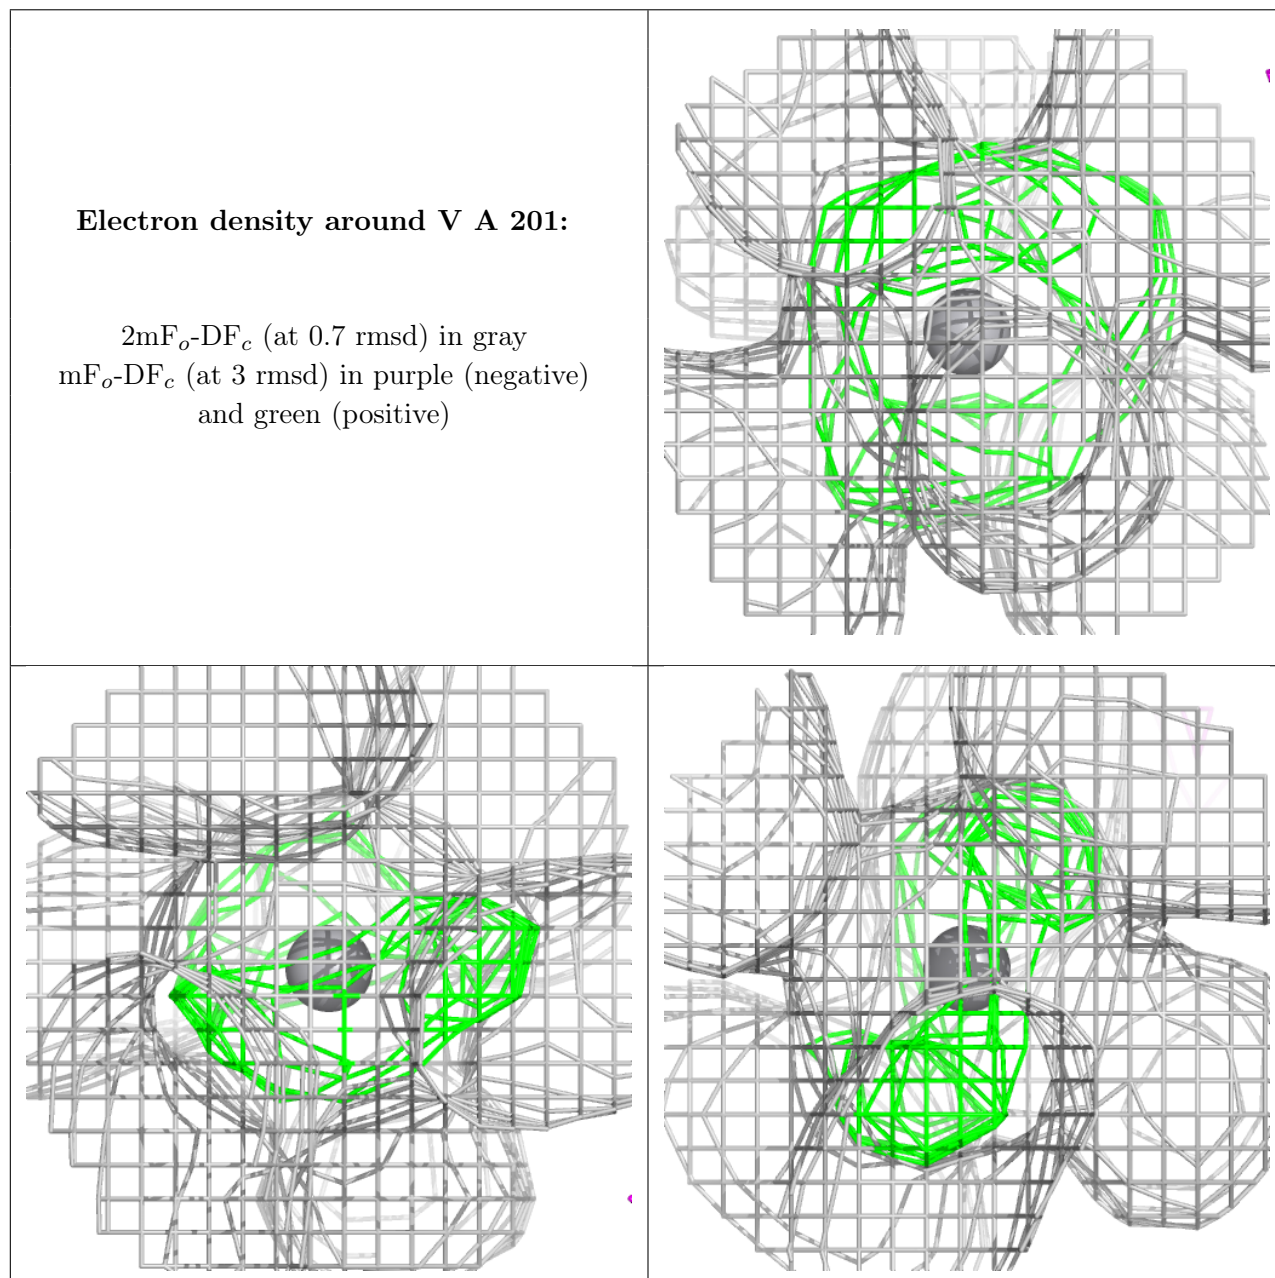 Electron density around V A 201:
2mFₒ-DF𝒸 (at 0.7 rmsd) in gray
mFₒ-DF𝒸 (at 3 rmsd) in purple (negative)
and green (positive)